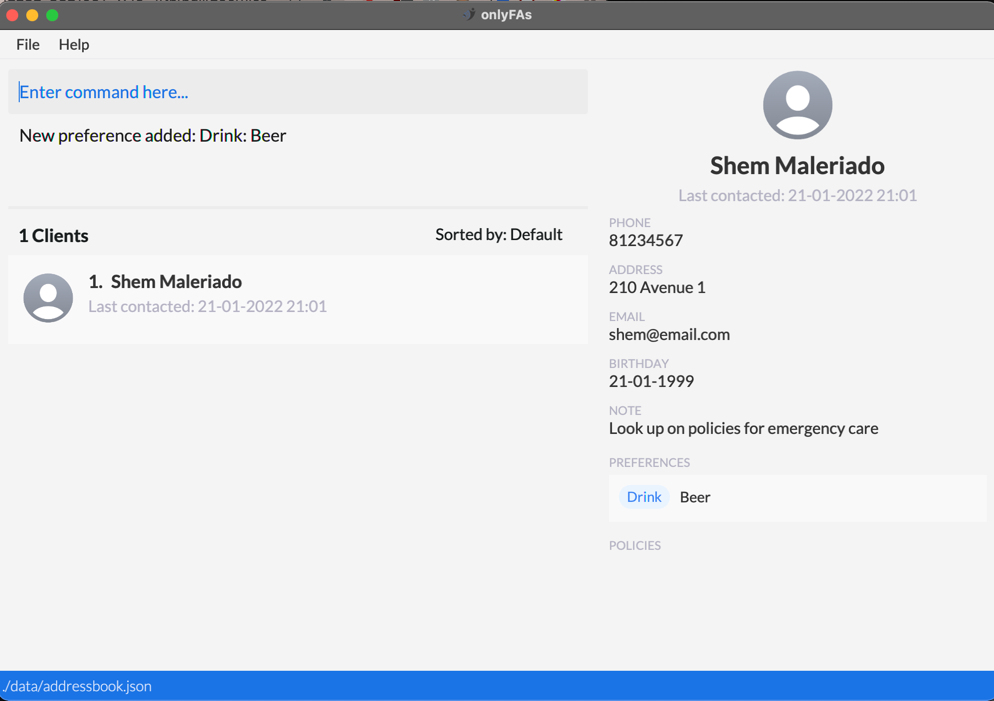 onlyFAs
File Help
Enter command here...
New preference added: Drink: Beer
1 Clients Sorted by: Default
1. Shem Maleriado
Last contacted: 21-01-2022 21:01
Shem Maleriado
Last contacted: 21-01-2022 21:01
PHONE
81234567
ADDRESS
210 Avenue 1
EMAIL
shem@email.com
BIRTHDAY
21-01-1999
NOTE
Look up on policies for emergency care
PREFERENCES
Drink Beer
POLICIES
./data/addressbook.json